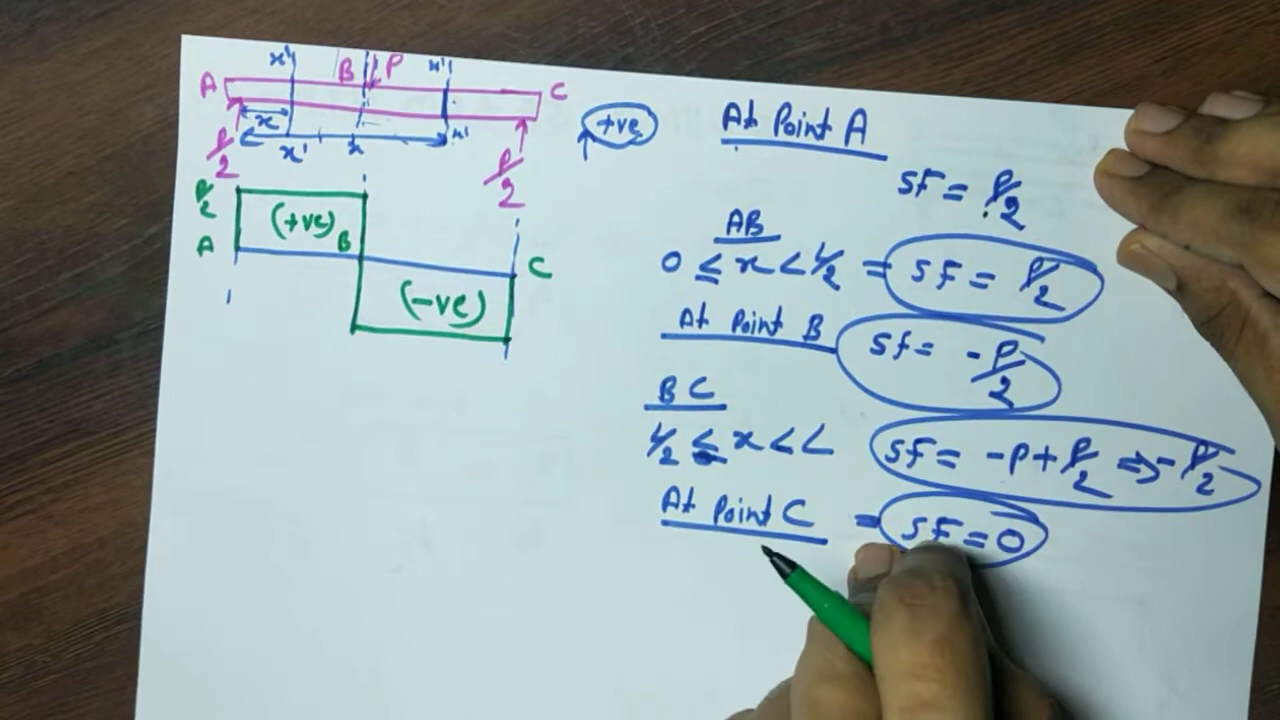 x' x'
A B P C
x
x' x x'
P/2 P/2
P/2 (+ve)
A B C
(-ve)
+ve
At Point A
SF = P/2
AB
0 ≤ x < L/2 = SF = P/2
At Point B SF = -P/2
BC
L/2 ≤ x < L SF = -P + P/2 ⇒ -P/2
At Point C = SF = 0